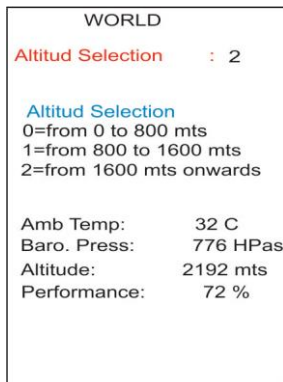 WORLD
Altitud Selection : 2
Altitud Selection
0=from 0 to 800 mts
1=from 800 to 1600 mts
2=from 1600 mts onwards
Amb Temp: 32 C
Baro. Press: 776 HPas
Altitude: 2192 mts
Performance: 72 %